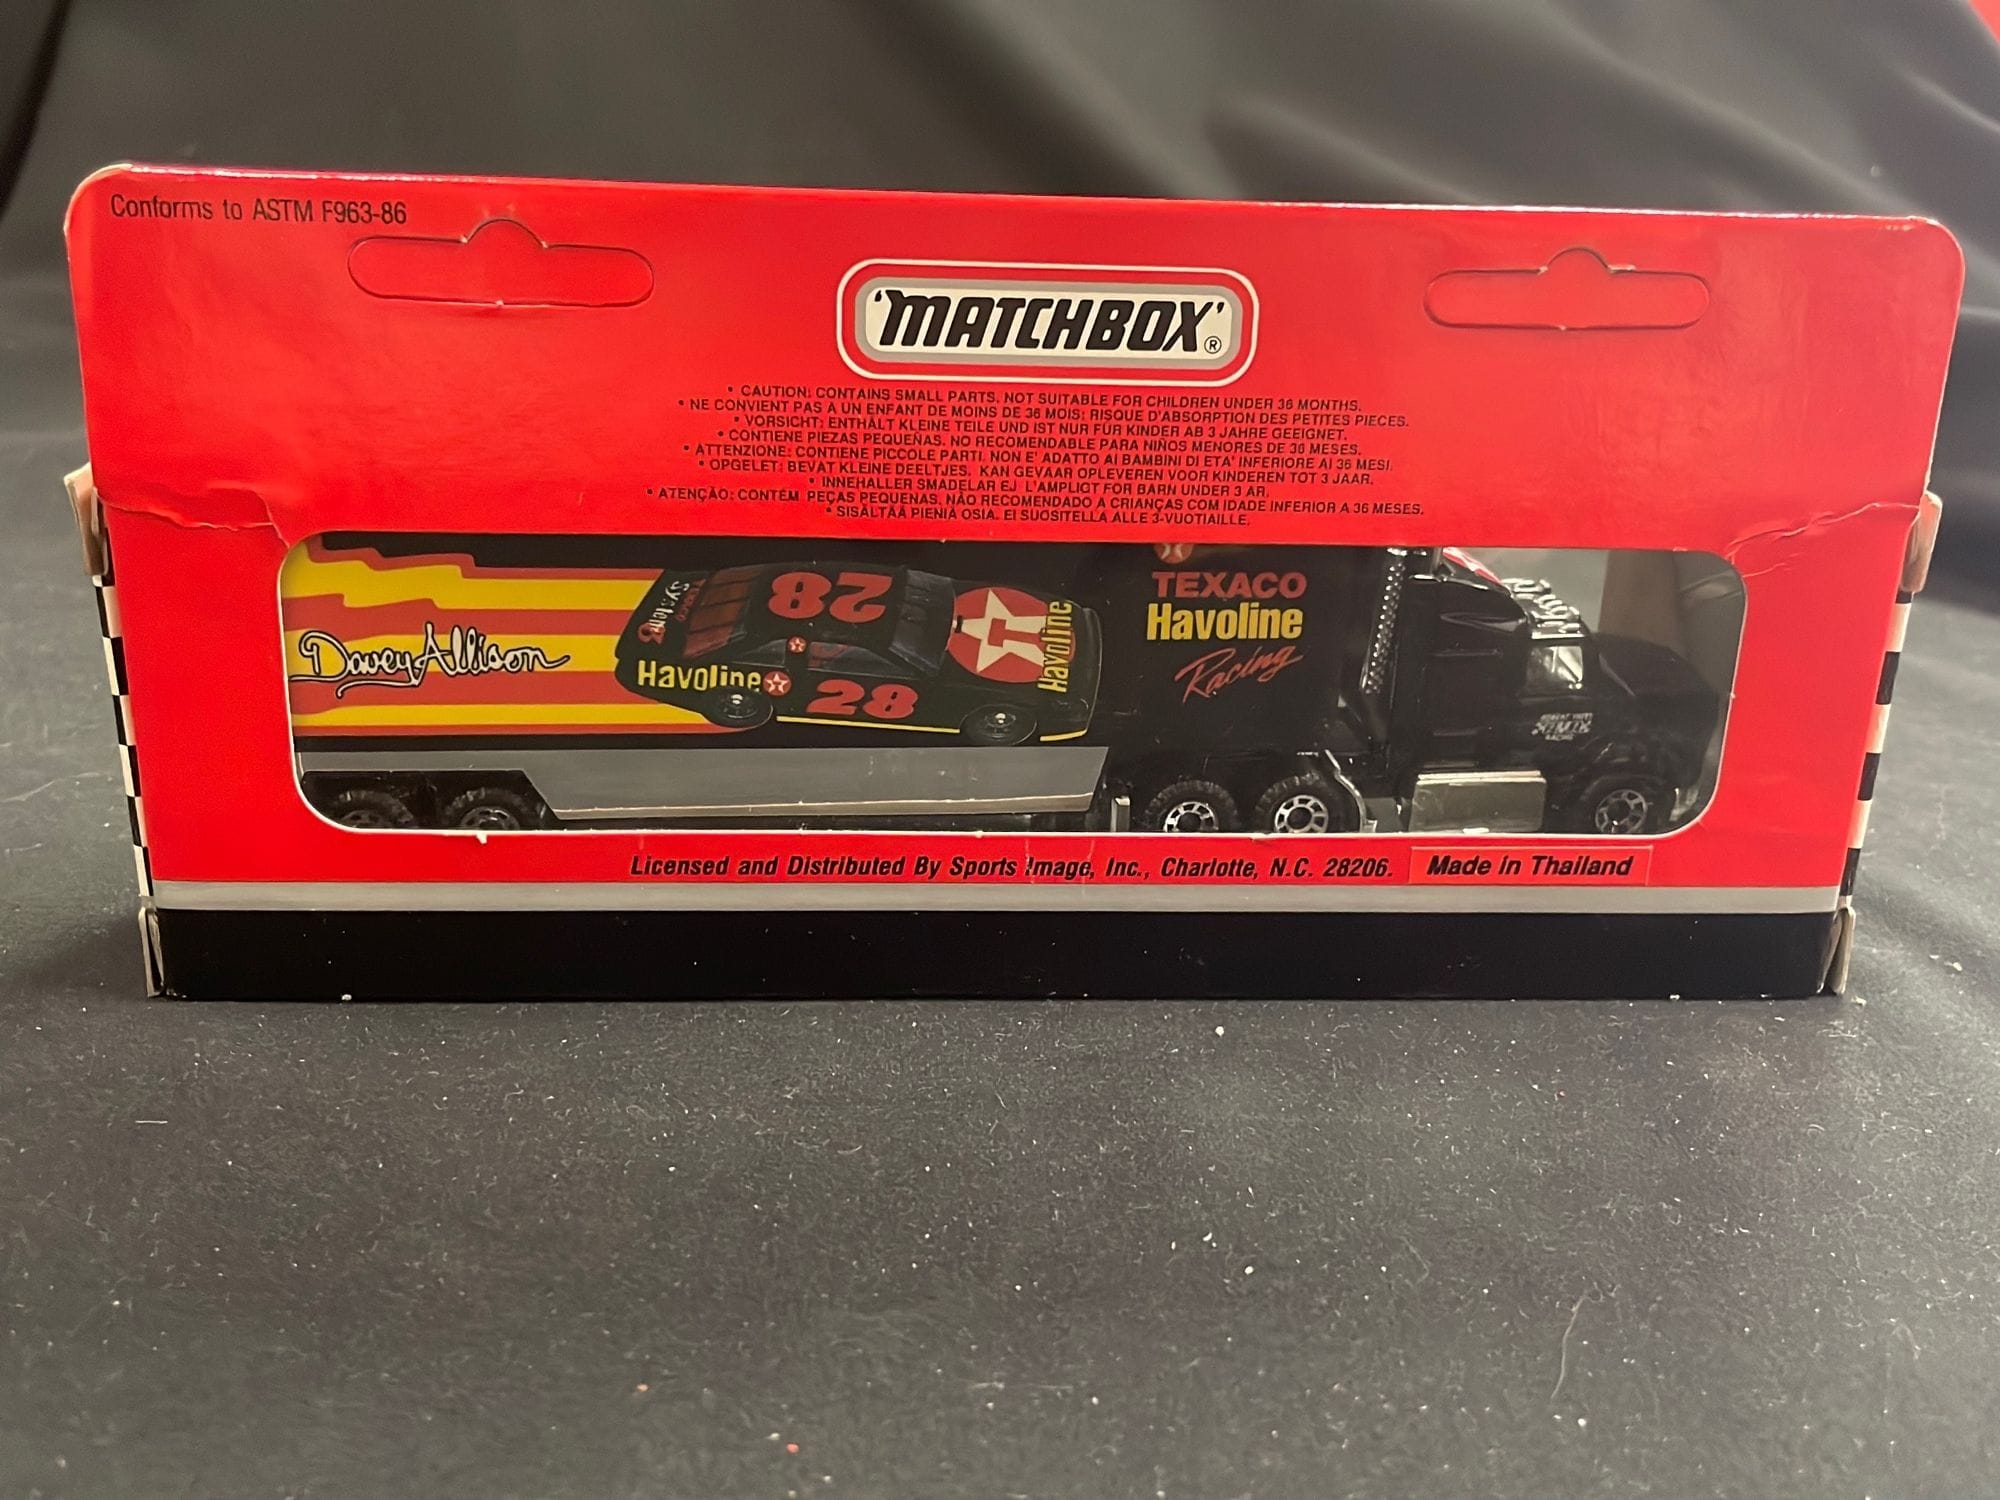 Conforms to ASTM F963-86
'MATCHBOX'®
• CAUTION: CONTAINS SMALL PARTS. NOT SUITABLE FOR CHILDREN UNDER 36 MONTHS.
• NE CONVIENT PAS A UN ENFANT DE MOINS DE 36 MOIS: RISQUE D'ABSORPTION DES PETITES PIECES.
• VORSICHT: ENTHÄLT KLEINE TEILE UND IST NUR FÜR KINDER AB 3 JAHRE GEEIGNET.
• CONTIENE PIEZAS PEQUEÑAS. NO RECOMENDABLE PARA NIÑOS MENORES DE 36 MESES.
• ATTENZIONE: CONTIENE PICCOLE PARTI. NON E' ADATTO AI BAMBINI DI ETA' INFERIORE AI 36 MESI.
• OPGELET: BEVAT KLEINE DEELTJES. KAN GEVAAR OPLEVEREN VOOR KINDEREN TOT 3 JAAR.
• INNEHALLER SMADELAR EJ L'AMPLIGT FOR BARN UNDER 3 AR.
• ATENÇÃO: CONTÉM PEÇAS PEQUENAS. NÃO RECOMENDADO A CRIANÇAS COM IDADE INFERIOR A 36 MESES.
• SISÄLTÄÄ PIENIÄ OSIA. EI SUOSITELLA ALLE 3-VUOTIAILLE.
Davey Allison
28
Havoline
28
Havoline
TEXACO
Havoline
Racing
RACING
Licensed and Distributed By Sports Image, Inc., Charlotte, N.C. 28206.
Made in Thailand